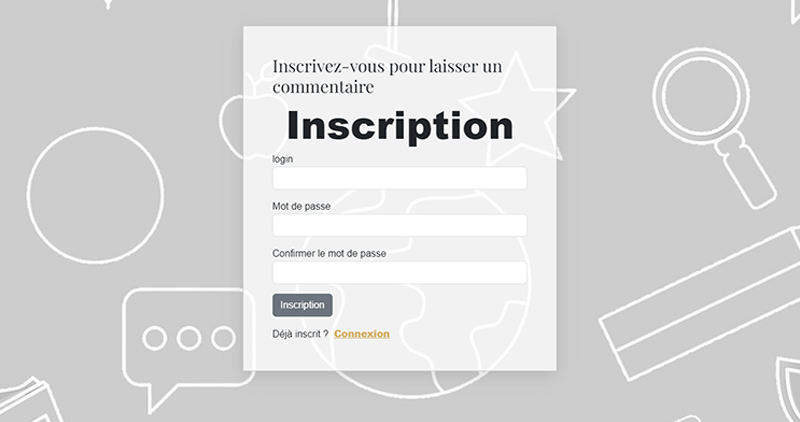 Inscrivez-vous pour laisser un
commentaire
Inscription
login
Mot de passe
Confirmer le mot de passe
Inscription
Déjà inscrit ? Connexion